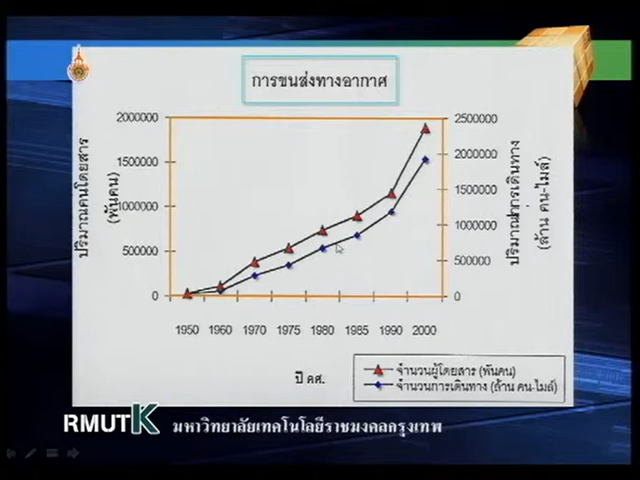 การขนส่งทางอากาศ
ปริมาณคนโดยสาร
(พันคน)
2000000
1500000
1000000
500000
0
2500000
2000000
1500000
1000000
500000
0
ปริมาณการเดินทาง
(ล้าน คน-ไมล์)
1950 1960 1970 1975 1980 1985 1990 2000
ปี คศ.
จำนวนผู้โดยสาร (พันคน)
จำนวนการเดินทาง (ล้าน คน-ไมล์)
RMUTK มหาวิทยาลัยเทคโนโลยีราชมงคลกรุงเทพ